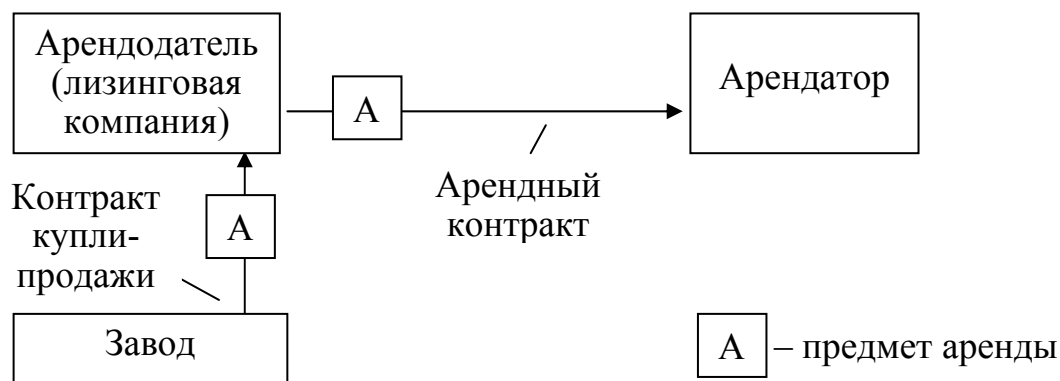 Арендодатель
(лизинговая
компания)
А
Арендатор
Арендный
контракт
Контракт
купли-
продажи
А
Завод
А – предмет аренды